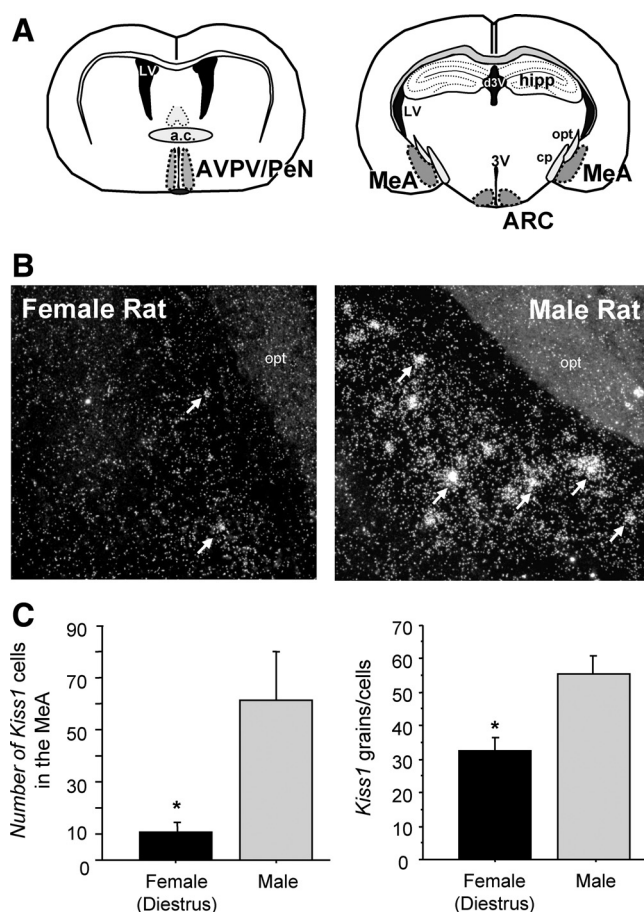 A
LV
a.c.
AVPV/PeN
d3V
hipp
LV
opt
cp
3V
MeA
MeA
ARC
B
Female Rat
opt
Male Rat
opt
C
Number of Kiss1 cells
in the MeA
90
70
50
30
10
0
*
Female
(Diestrus)
Male
Kiss1 grains/cells
70
60
50
40
30
20
10
0
*
Female
(Diestrus)
Male